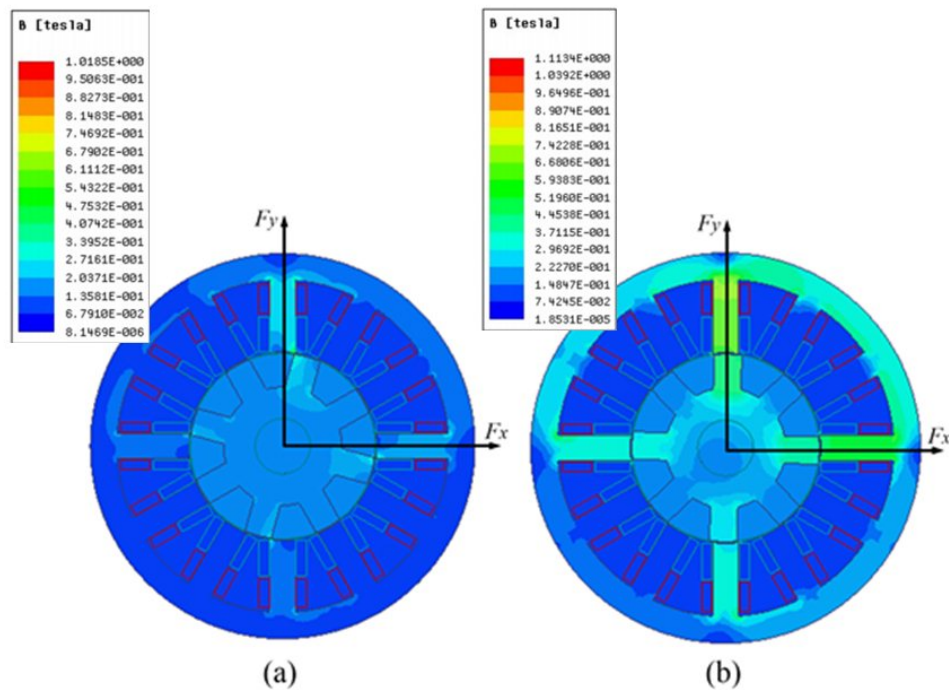 B [tesla]
1.0185E+000
9.5063E-001
8.8273E-001
8.1483E-001
7.4692E-001
6.7902E-001
6.1112E-001
5.4322E-001
4.7532E-001
4.0742E-001
3.3952E-001
2.7161E-001
2.0371E-001
1.3581E-001
6.7910E-002
8.1469E-006
Fy
Fx
(a)
B [tesla]
1.1134E+000
1.0392E+000
9.6496E-001
8.9074E-001
8.1651E-001
7.4228E-001
6.6806E-001
5.9383E-001
5.1960E-001
4.4538E-001
3.7115E-001
2.9692E-001
2.2270E-001
1.4847E-001
7.4245E-002
1.8531E-005
Fy
Fx
(b)